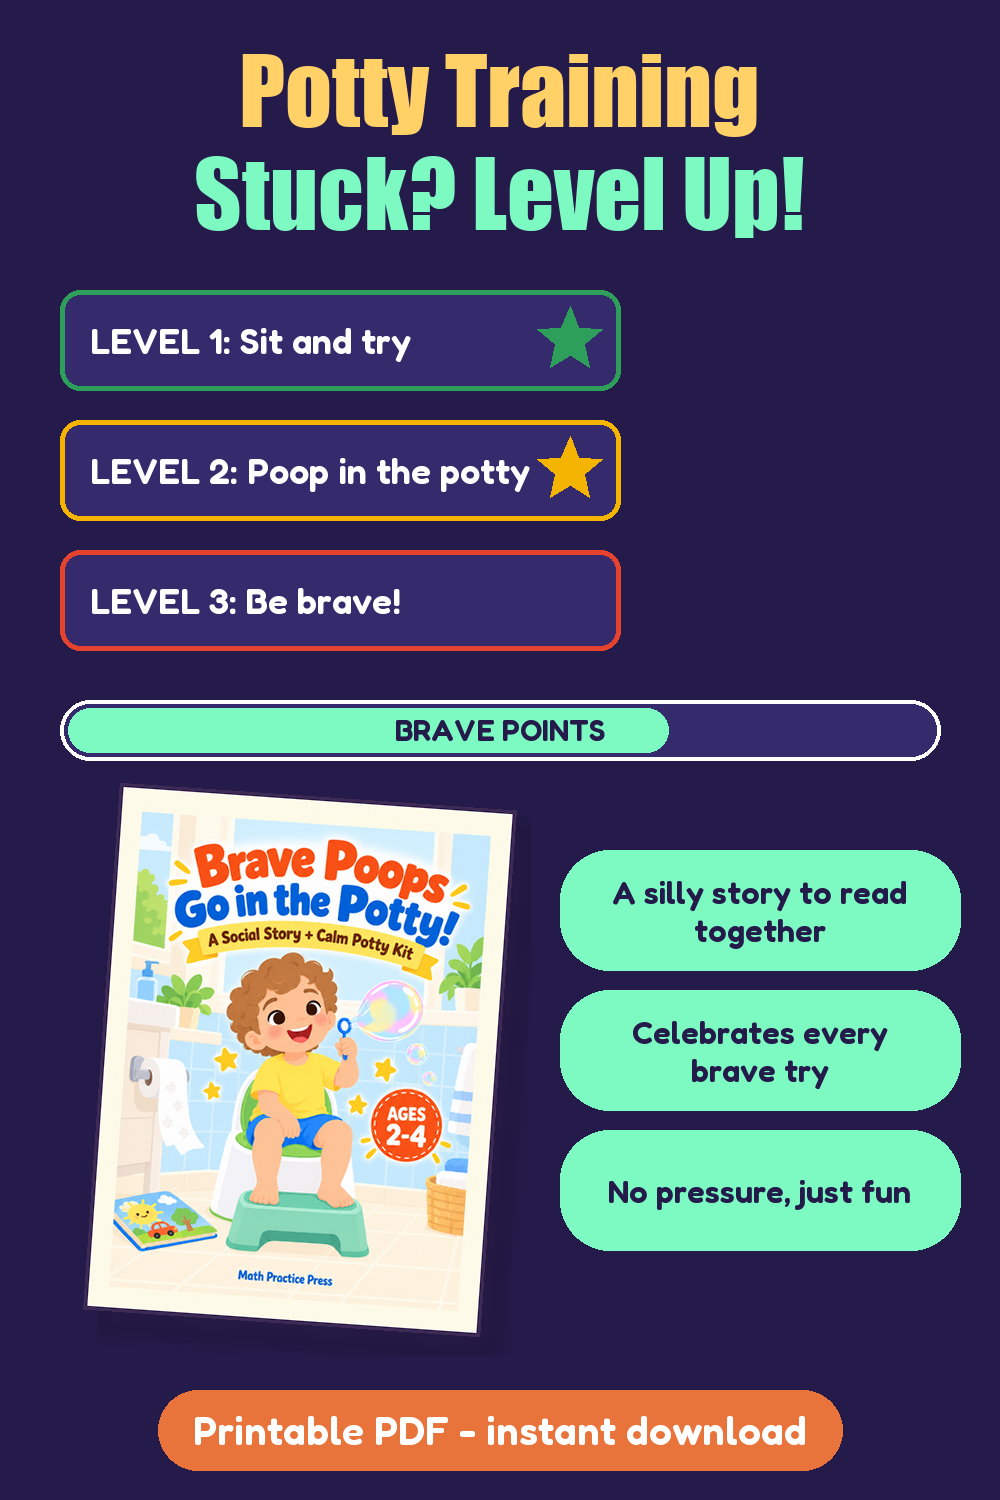 Potty Training
Stuck? Level Up!
LEVEL 1: Sit and try
LEVEL 2: Poop in the potty
LEVEL 3: Be brave!
BRAVE POINTS
Brave Poops
Go in the Potty!
A Social Story + Calm Potty Kit
AGES
2-4
Math Practice Press
A silly story to read
together
Celebrates every
brave try
No pressure, just fun
Printable PDF - instant download